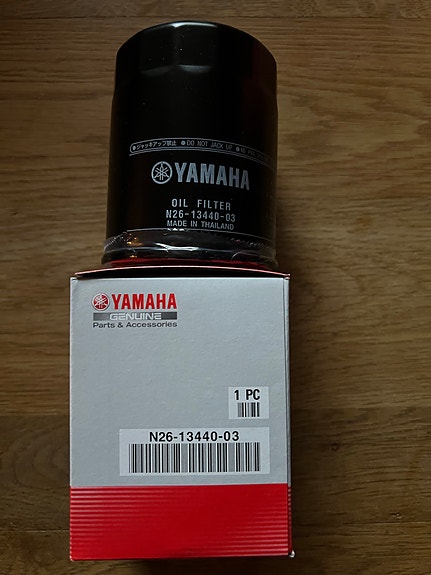 ●ジャッキアップ禁止 ●DO NOT JACK UP ●
YAMAHA
OIL FILTER
N26-13440-03
MADE IN THAILAND
YAMAHA
GENUINE
Parts & Accessories
1 PC
N26-13440-03